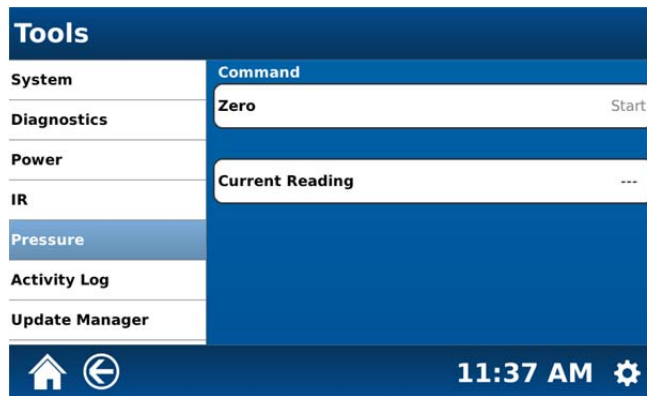 Tools
System
Diagnostics
Power
IR
Pressure
Activity Log
Update Manager
Command
Zero Start
Current Reading ---
11:37 AM